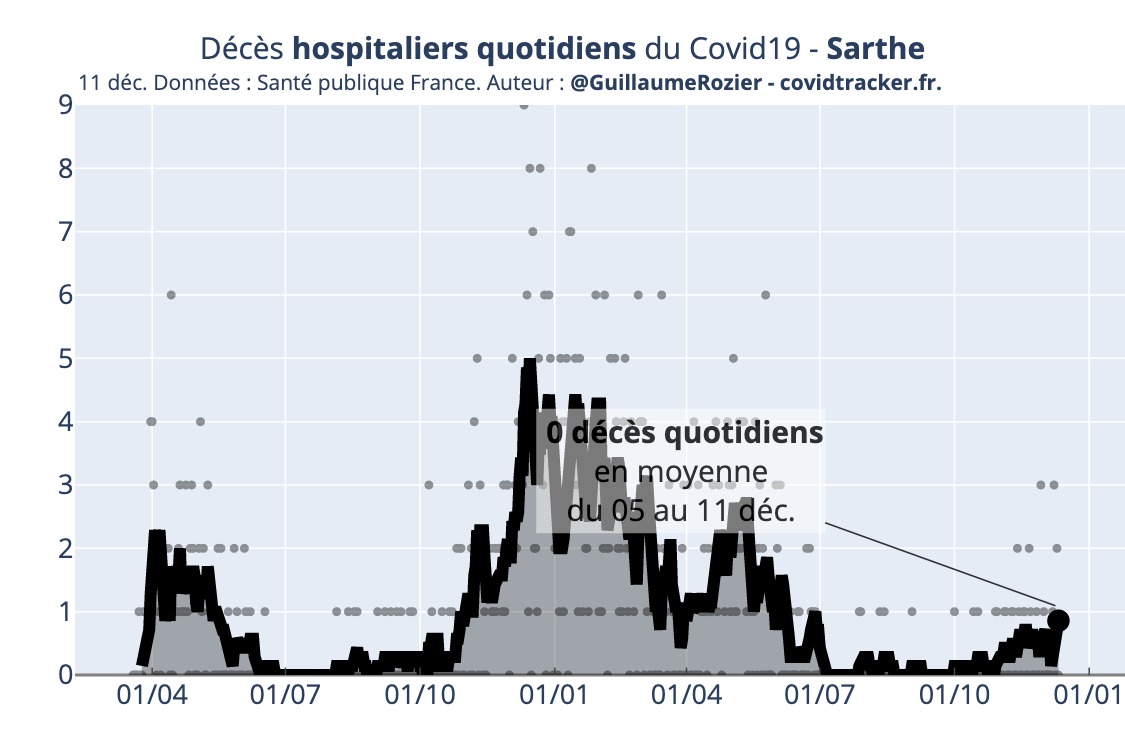 Décès hospitaliers quotidiens du Covid19 - Sarthe
11 déc. Données : Santé publique France. Auteur : @GuillaumeRozier - covidtracker.fr.
9
8
7
6
5
4
3
2
1
0
0 décès quotidiens
en moyenne
du 05 au 11 déc.
01/04 01/07 01/10 01/01 01/04 01/07 01/10 01/01